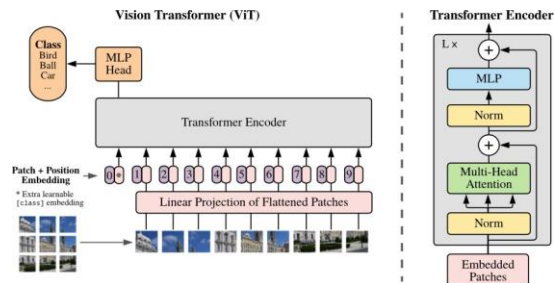 Vision Transformer (ViT)
Class
Bird
Ball
Car
...
MLP
Head
Transformer Encoder
Patch + Position
Embedding
0 * 1 2 3 4 5 6 7 8 9
* Extra learnable
[class] embedding
Linear Projection of Flattened Patches
Transformer Encoder
L ×
+
MLP
Norm
+
Multi-Head
Attention
Norm
Embedded
Patches